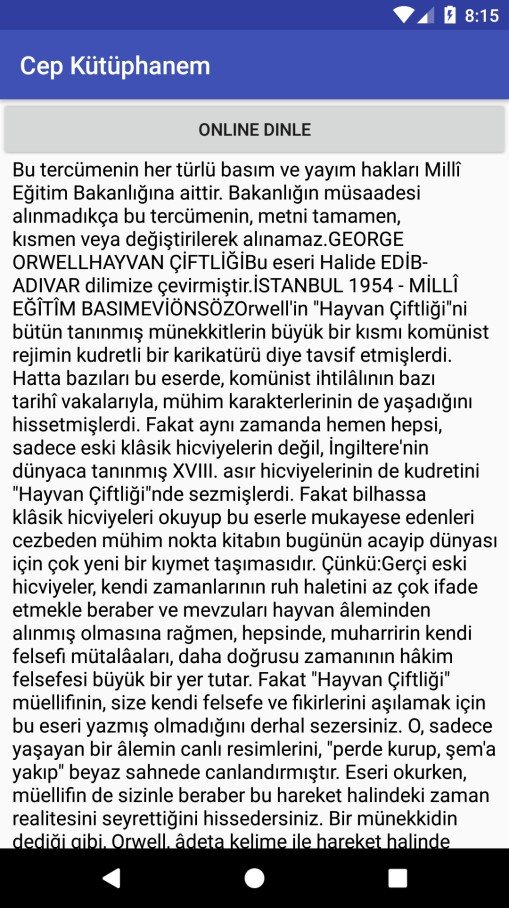 8:15
Cep Kütüphanem
ONLINE DINLE
Bu tercümenin her türlü basım ve yayım hakları Millî
Eğitim Bakanlığına aittir. Bakanlığın müsaadesi
alınmadıkça bu tercümenin, metni tamamen,
kısmen veya değiştirilerek alınamaz.GEORGE
ORWELLHAYVAN ÇİFTLİĞİBu eseri Halide EDİB-
ADIVAR dilimize çevirmiştir.İSTANBUL 1954 - MİLLÎ
EĞÎTÎM BASIMEVİÖNSÖZOrwell'in "Hayvan Çiftliği"ni
bütün tanınmış münekkitlerin büyük bir kısmı komünist
rejimin kudretli bir karikatürü diye tavsif etmişlerdi.
Hatta bazıları bu eserde, komünist ihtilâlının bazı
tarihî vakalarıyla, mühim karakterlerinin de yaşadığını
hissetmişlerdi. Fakat aynı zamanda hemen hepsi,
sadece eski klâsik hicviyelerin değil, İngiltere'nin
dünyaca tanınmış XVIII. asır hicviyelerinin de kudretini
"Hayvan Çiftliği"nde sezmişlerdi. Fakat bilhassa
klâsik hicviyeleri okuyup bu eserle mukayese edenleri
cezbeden mühim nokta kitabın bugünün acayip dünyası
için çok yeni bir kıymet taşımasıdır. Çünkü:Gerçi eski
hicviyeler, kendi zamanlarının ruh haletini az çok ifade
etmekle beraber ve mevzuları hayvan âleminden
alınmış olmasına rağmen, hepsinde, muharririn kendi
felsefi mütalâaları, daha doğrusu zamanının hâkim
felsefesi büyük bir yer tutar. Fakat "Hayvan Çiftliği"
müellifinin, size kendi felsefe ve fikirlerini aşılamak için
bu eseri yazmış olmadığını derhal sezersiniz. O, sadece
yaşayan bir âlemin canlı resimlerini, "perde kurup, şem'a
yakıp" beyaz sahnede canlandırmıştır. Eseri okurken,
müellifin de sizinle beraber bu hareket halindeki zaman
realitesini seyrettiğini hissedersiniz. Bir münekkidin
dediği gibi, Orwell, âdeta kelime ile hareket halinde